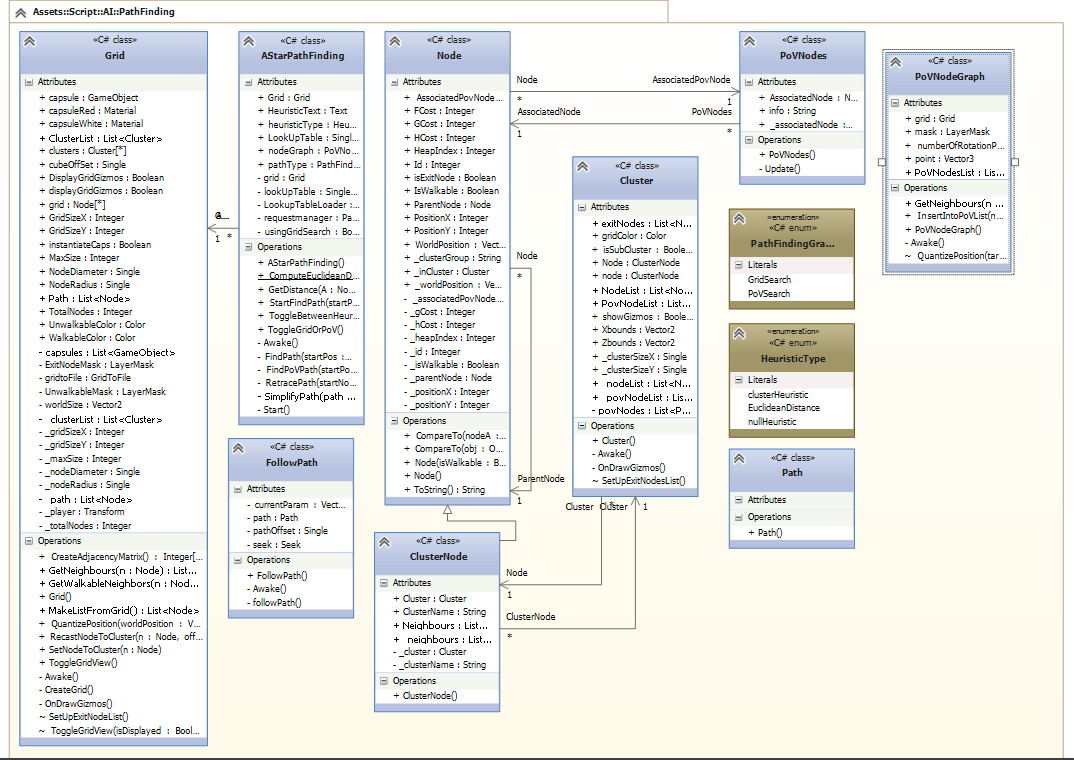 Assets::Script::AI::PathFinding
«C# class»
Grid
Attributes
+ capsule : GameObject
+ capsuleRed : Material
+ capsuleWhite : Material
+ ClusterList : List<Cluster>
+ clusters : Cluster[*]
+ cubeOffSet : Single
+ DisplayGridGizmos : Boolean
+ displayGridGizmos : Boolean
+ grid : Node[*]
+ GridSizeX : Integer
+ GridSizeY : Integer
+ instantiateCaps : Boolean
+ MaxSize : Integer
+ NodeDiameter : Single
+ NodeRadius : Single
+ Path : List<Node>
+ TotalNodes : Integer
+ UnwalkableColor : Color
+ WalkableColor : Color
- capsules : List<GameObject>
- ExitNodeMask : LayerMask
- gridtoFile : GridToFile
- UnwalkableMask : LayerMask
- worldSize : Vector2
- _clusterList : List<Cluster>
- _gridSizeX : Integer
- _gridSizeY : Integer
- _maxSize : Integer
- _nodeDiameter : Single
- _nodeRadius : Single
- _path : List<Node>
- _player : Transform
- _totalNodes : Integer
Operations
+ CreateAdjacencyMatrix() : Integer[...
+ GetNeighbours(n : Node) : List...
+ GetWalkableNeighbors(n : Nod...
+ Grid()
+ MakeListFromGrid() : List<Node>
+ QuantizePosition(worldPosition : V...
+ RecastNodeToCluster(n : Node, off...
+ SetNodeToCluster(n : Node)
+ ToggleGridView()
- Awake()
- CreateGrid()
- OnDrawGizmos()
~ SetUpExitNodeList()
~ ToggleGridView(isDisplayed : Bool...
1
*
«C# class»
AStarPathFinding
Attributes
+ Grid : Grid
+ HeuristicText : Text
+ heuristicType : Heu...
+ LookUpTable : Singl...
+ nodeGraph : PoVNo...
+ pathType : PathFind...
- grid : Grid
- lookUpTable : Single...
- LookupTableLoader : ...
- requestmanager : Pa...
- usingGridSearch : Bo...
Operations
+ AStarPathFinding()
+ ComputeEuclideanD...
+ GetDistance(A : No...
+ StartFindPath(startP...
+ ToggleBetweenHeur...
+ ToggleGridOrPoV()
- Awake()
- FindPath(startPos :...
- FindPoVPath(startPo...
- RetracePath(startNo...
- SimplifyPath(path ...
- Start()
«C# class»
FollowPath
Attributes
- currentParam : Vect...
- path : Path
- pathOffset : Single
- seek : Seek
Operations
+ FollowPath()
- Awake()
- followPath()
«C# class»
Node
Attributes
+ AssociatedPovNode...
+ FCost : Integer
+ GCost : Integer
+ HCost : Integer
+ HeapIndex : Integer
+ Id : Integer
+ isExitNode : Boolean
+ IsWalkable : Boolean
+ ParentNode : Node
+ PositionX : Integer
+ PositionY : Integer
+ WorldPosition : Vect...
- _clusterGroup : String
- _inCluster : Cluster
- _worldPosition : Ve...
- _associatedPovNode...
- _gCost : Integer
- _hCost : Integer
- _heapIndex : Integer
- _id : Integer
- _isWalkable : Boolean
- _parentNode : Node
- _positionX : Integer
- _positionY : Integer
Operations
+ CompareTo(nodeA :...
+ CompareTo(obj : O...
+ Node(isWalkable : B...
+ Node()
+ ToString() : String
Node
*
AssociatedPovNode
1
AssociatedNode
1
PoVNodes
*
Node
*
ParentNode
1
«C# class»
ClusterNode
Attributes
+ Cluster : Cluster
+ ClusterName : String
+ Neighbours : List...
+ _neighbours : List...
- _cluster : Cluster
- _clusterName : String
Operations
+ ClusterNode()
Node
1
ClusterNode
*
«C# class»
Cluster
Attributes
+ exitNodes : List<N...
+ gridColor : Color
+ isSubCluster : Boole...
+ Node : ClusterNode
+ node : ClusterNode
+ NodeList : List<No...
+ PovNodeList : List...
+ showGizmos : Boole...
+ Xbounds : Vector2
+ Zbounds : Vector2
+ _clusterSizeX : Single
+ _clusterSizeY : Single
+ _nodeList : List<N...
+ _povNodeList : Lis...
- povNodes : List<P...
Operations
+ Cluster()
- Awake()
- OnDrawGizmos()
~ SetUpExitNodesList()
Cluster
Cluster
*
1
«C# class»
PoVNodes
Attributes
+ AssociatedNode : N...
+ info : String
+ _associatedNode :...
Operations
+ PoVNodes()
- Update()
«enumeration»
«C# enum»
PathFindingGra...
Literals
GridSearch
PoVSearch
«enumeration»
«C# enum»
HeuristicType
Literals
clusterHeuristic
EuclideanDistance
nullHeuristic
«C# class»
Path
Attributes
Operations
+ Path()
«C# class»
PoVNodeGraph
Attributes
+ grid : Grid
+ mask : LayerMask
+ numberOfRotationP...
+ point : Vector3
+ PoVNodesList : Lis...
Operations
+ GetNeighbours(n ...
+ InsertIntoPoVList(n...
+ PoVNodeGraph()
- Awake()
~ QuantizePosition(tar...